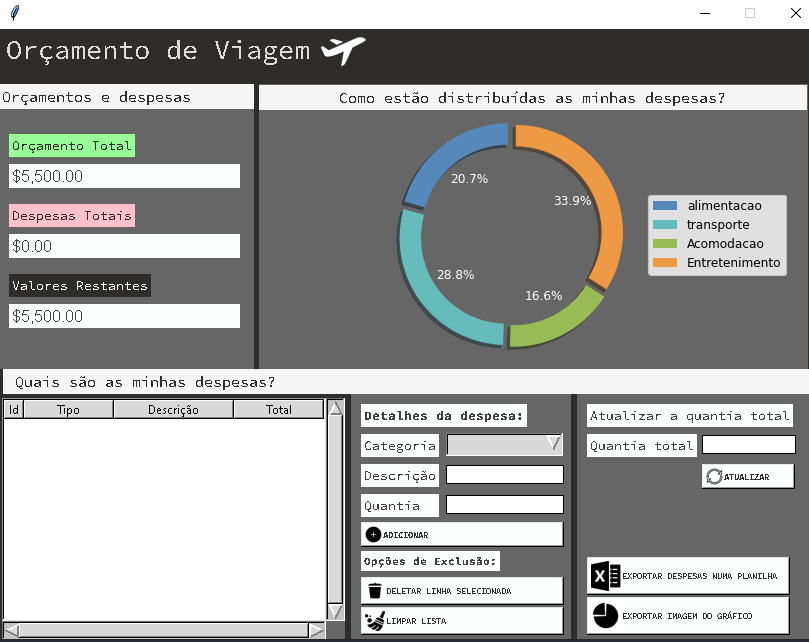 Orçamento de Viagem
Orçamentos e despesas
Orçamento Total
$5,500.00
Despesas Totais
$0.00
Valores Restantes
$5,500.00
Como estão distribuídas as minhas despesas?
20.7%
33.9%
28.8%
16.6%
alimentacao
transporte
Acomodacao
Entretenimento
Quais são as minhas despesas?
Id Tipo Descrição Total
Detalhes da despesa:
Categoria
Descrição
Quantia
ADICIONAR
Opções de Exclusão:
DELETAR LINHA SELECIONADA
LIMPAR LISTA
Atualizar a quantia total
Quantia total
ATUALIZAR
EXPORTAR DESPESAS NUMA PLANILHA
EXPORTAR IMAGEM DO GRÁFICO